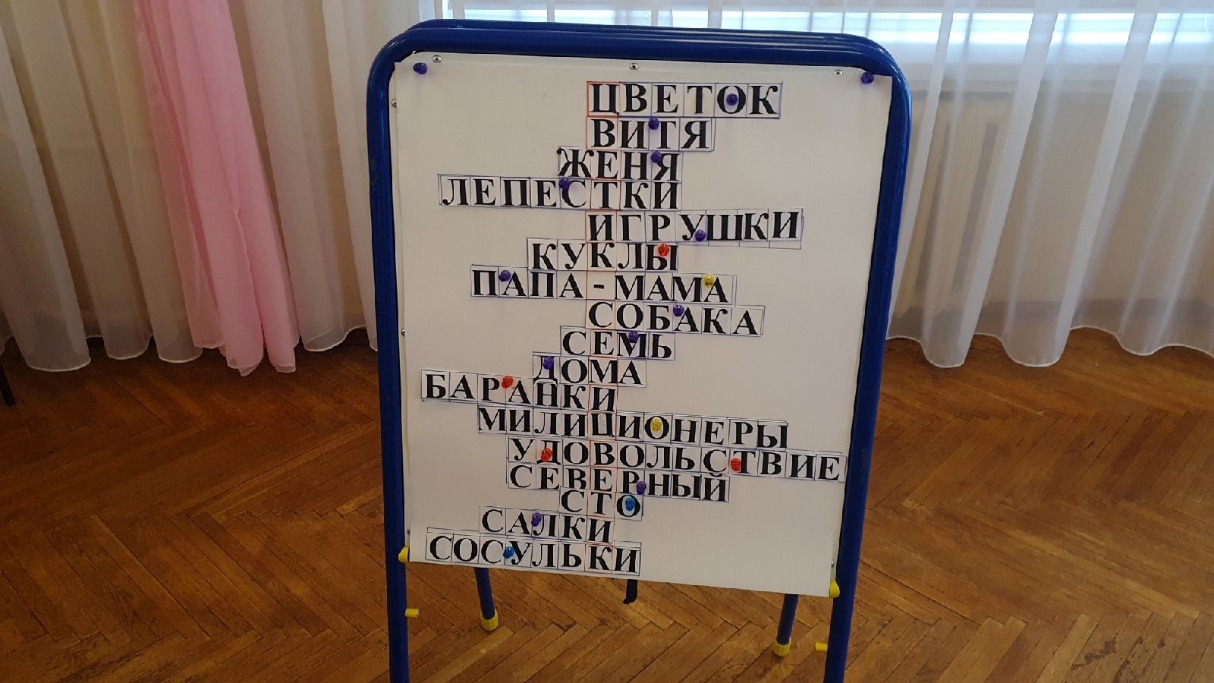 ЦВЕТОК
ВИТЯ
ЖЕНЯ
ЛЕПЕСТКИ
ИГРУШКИ
КУКЛЫ
ПАПА-МАМА
СОБАКА
СЕМЬ
ДОМА
БАРАНКИ
МИЛИЦИОНЕРЫ
УДОВОЛЬСТВИЕ
СЕВЕРНЫЙ
СТО
САЛКИ
СОСУЛЬКИ